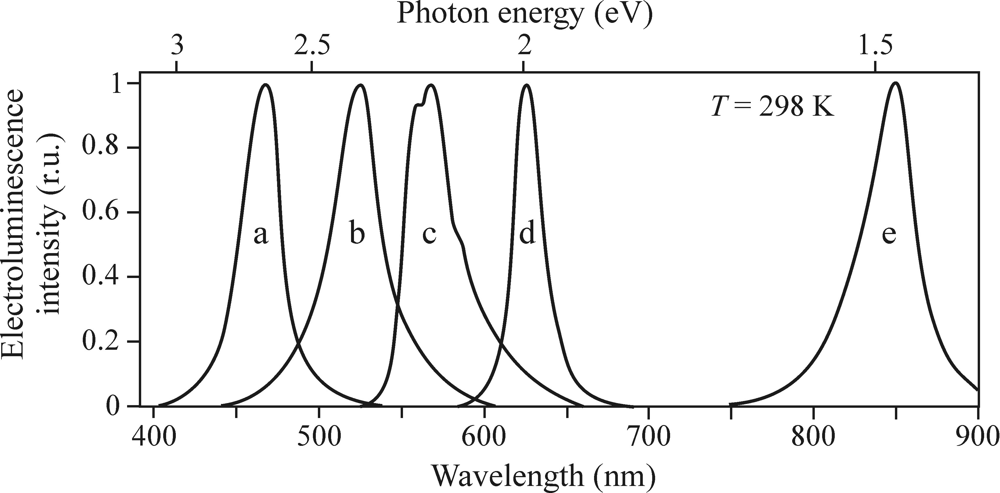 Photon energy (eV)
3 2.5 2 1.5
Electroluminescence
intensity (r.u.)
1
0.8
0.6
0.4
0.2
0
T = 298 K
a b c d e
400 500 600 700 800 900
Wavelength (nm)